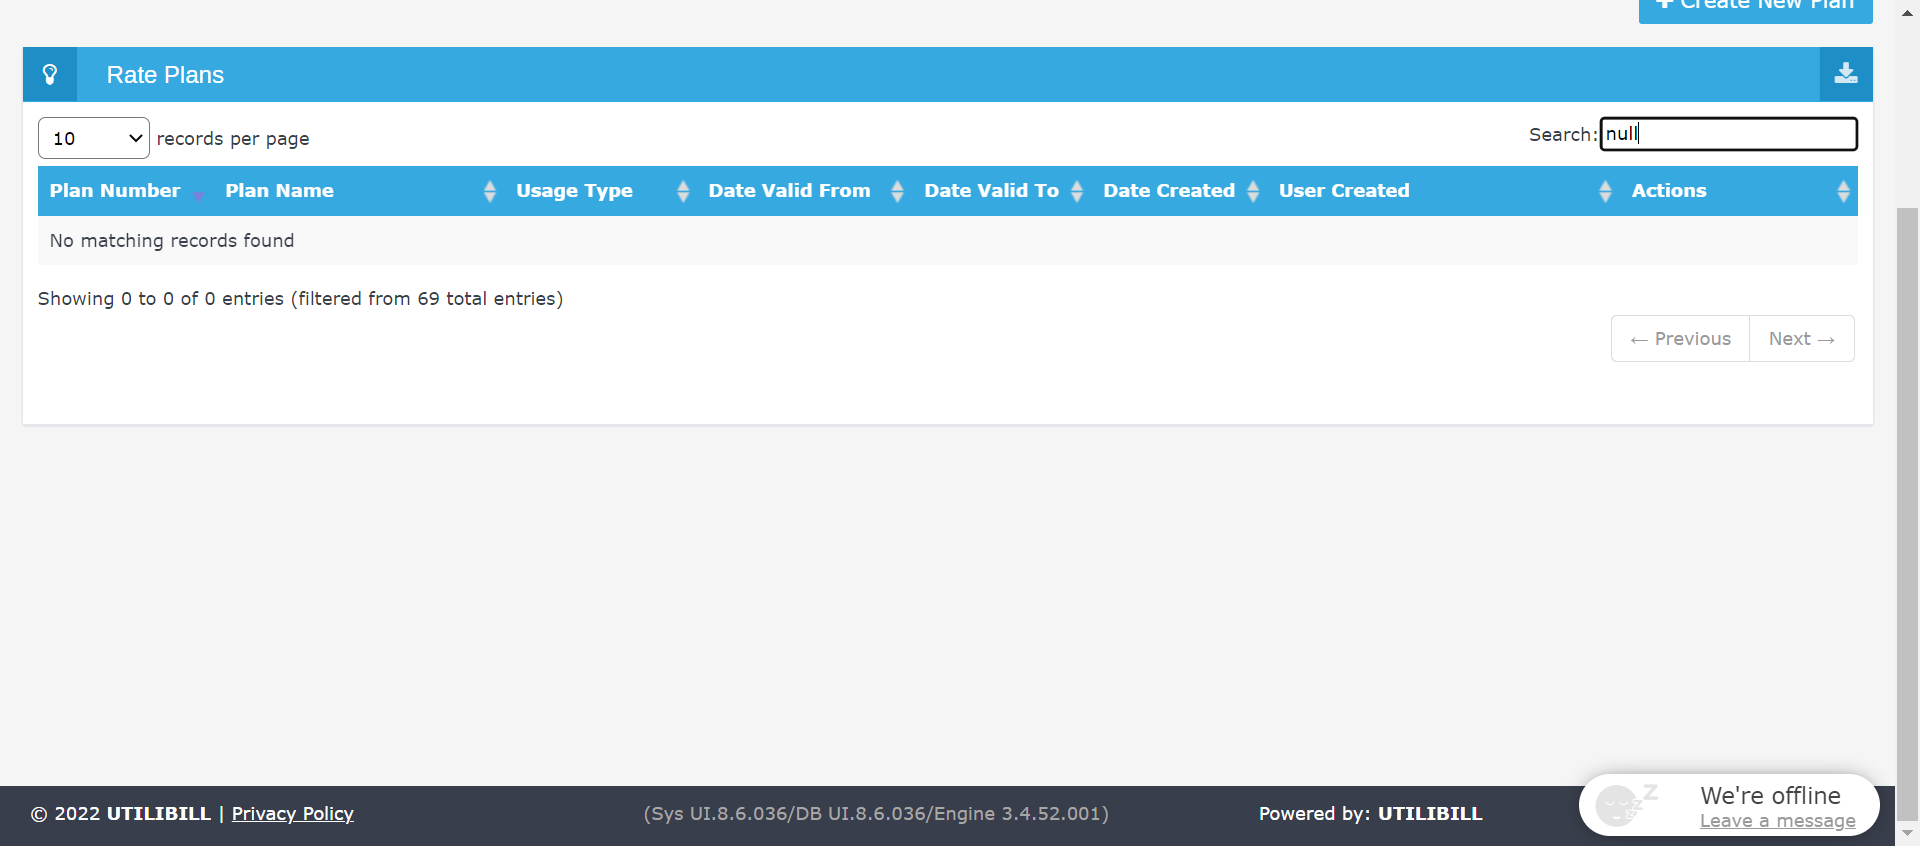 Create New Plan
Rate Plans
10 records per page
Search: null
Plan Number Plan Name Usage Type Date Valid From Date Valid To Date Created User Created Actions
No matching records found
Showing 0 to 0 of 0 entries (filtered from 69 total entries)
← Previous Next →
© 2022 UTILIBILL | Privacy Policy (Sys UI.8.6.036/DB UI.8.6.036/Engine 3.4.52.001) Powered by: UTILIBILL
We're offline
Leave a message